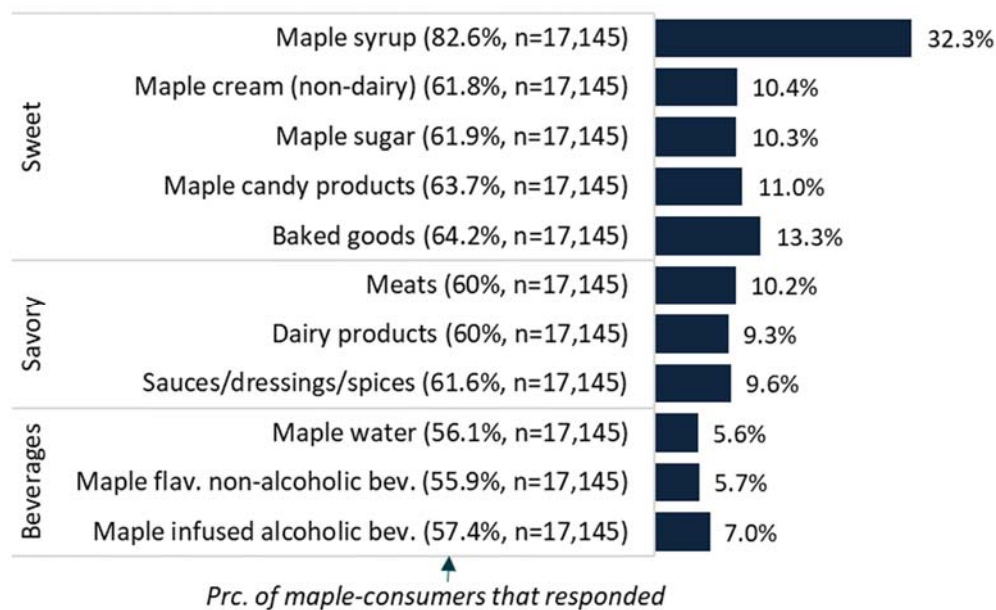 Sweet
Maple syrup (82.6%, n=17,145) 32.3%
Maple cream (non-dairy) (61.8%, n=17,145) 10.4%
Maple sugar (61.9%, n=17,145) 10.3%
Maple candy products (63.7%, n=17,145) 11.0%
Baked goods (64.2%, n=17,145) 13.3%
Savory
Meats (60%, n=17,145) 10.2%
Dairy products (60%, n=17,145) 9.3%
Sauces/dressings/spices (61.6%, n=17,145) 9.6%
Beverages
Maple water (56.1%, n=17,145) 5.6%
Maple flav. non-alcoholic bev. (55.9%, n=17,145) 5.7%
Maple infused alcoholic bev. (57.4%, n=17,145) 7.0%
Prc. of maple-consumers that responded